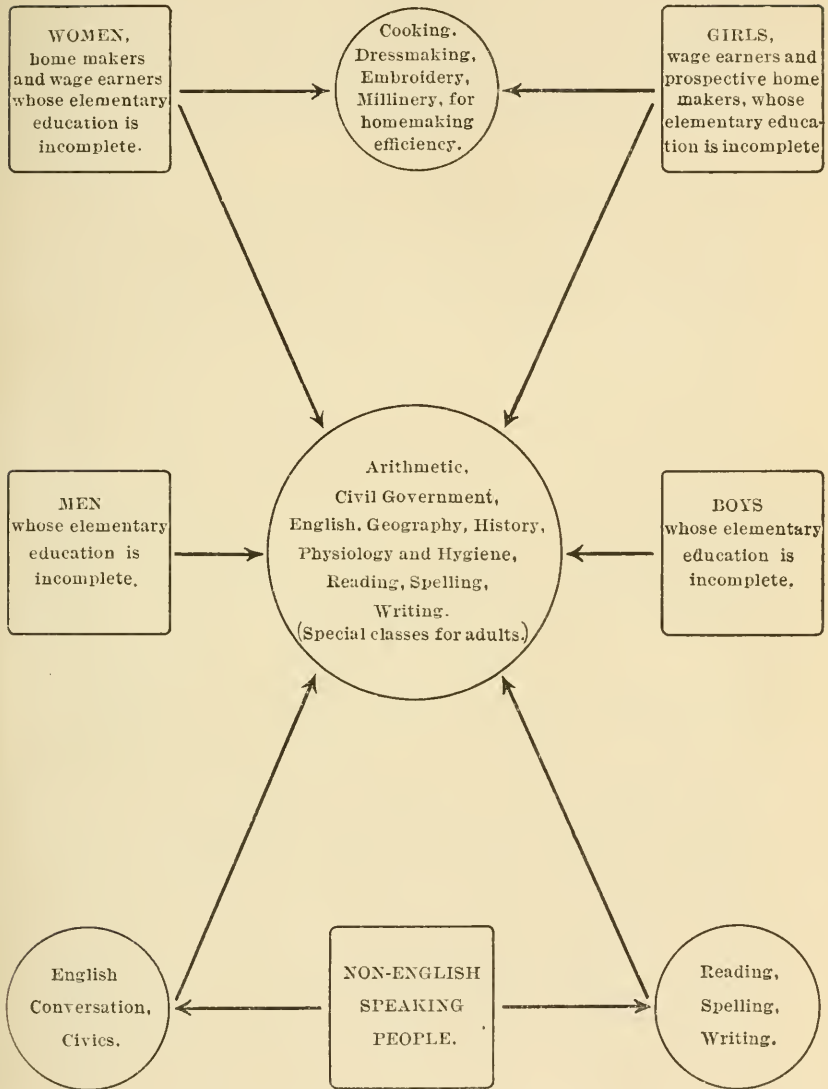 WOMEN,
home makers
and wage earners
whose elementary
education is
incomplete.
Cooking.
Dressmaking,
Embroidery,
Millinery, for
homemaking
efficiency.
GIRLS,
wage earners and
prospective home
makers, whose
elementary educa-
tion is incomplete
MEN
whose elementary
education is
incomplete.
Arithmetic,
Civil Government,
English. Geography, History,
Physiology and Hygiene,
Reading, Spelling,
Writing.
(Special classes for adults.)
BOYS
whose elementary
education is
incomplete.
English
Conversation,
Civics.
NON-ENGLISH
SPEAKING
PEOPLE.
Reading,
Spelling,
Writing.